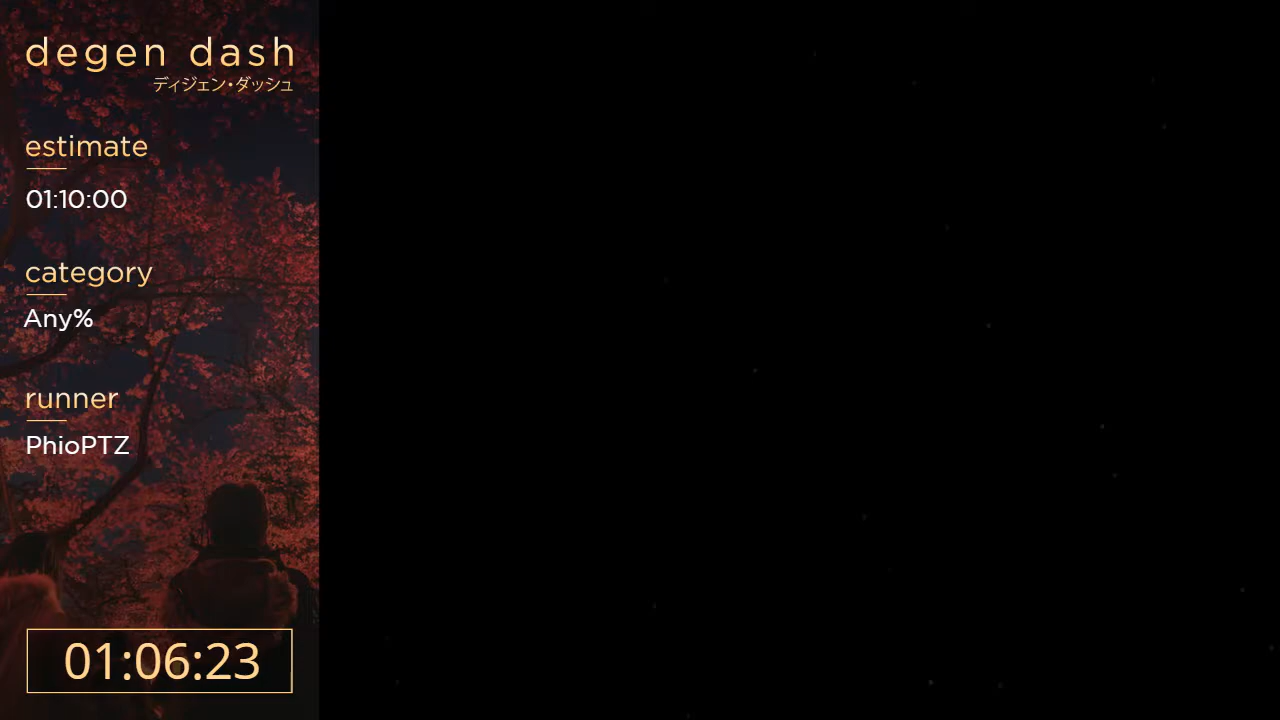 degen dash
ディジェン・ダッシュ
estimate
01:10:00
category
Any%
runner
PhioPTZ
01:06:23